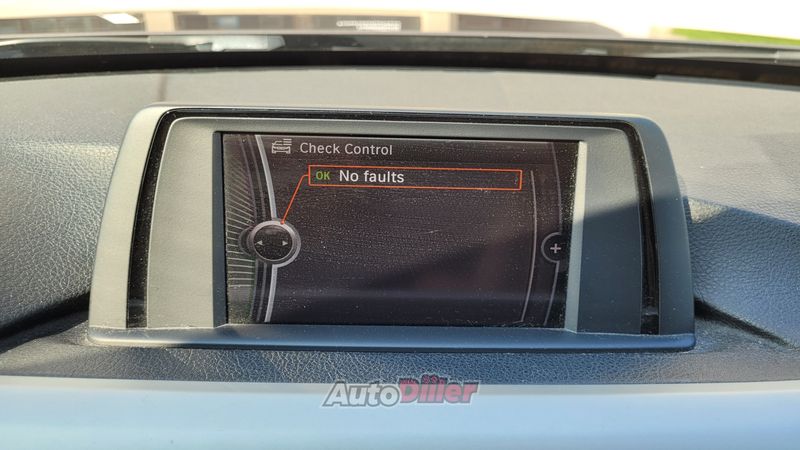 Check Control
OK No faults
AutoDiller